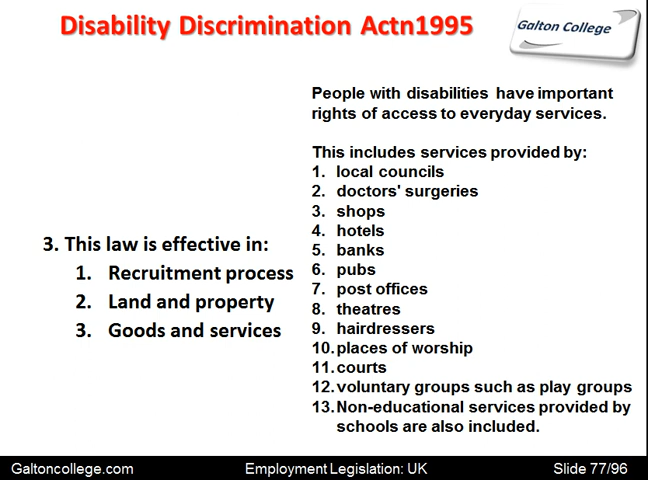 Disability Discrimination Actn1995
Galton College
People with disabilities have important
rights of access to everyday services.
This includes services provided by:
1. local councils
2. doctors' surgeries
3. shops
4. hotels
5. banks
6. pubs
7. post offices
8. theatres
9. hairdressers
10. places of worship
11. courts
12. voluntary groups such as play groups
13. Non-educational services provided by
schools are also included.
3. This law is effective in:
1. Recruitment process
2. Land and property
3. Goods and services
Galtoncollege.com
Employment Legislation: UK
Slide 77/96